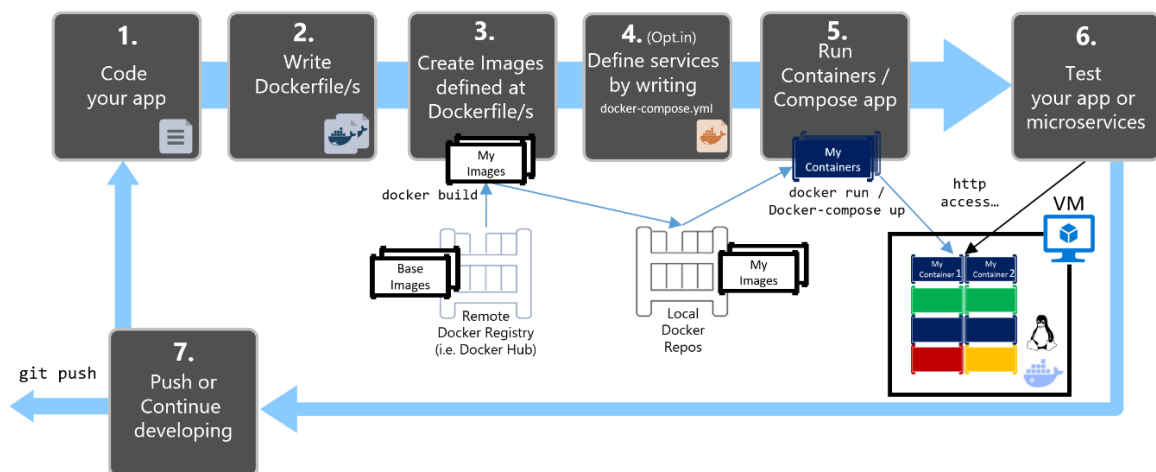 1.
Code
your app
2.
Write
Dockerfile/s
3.
Create Images
defined at
Dockerfile/s
My
Images
4. (Opt.in)
Define services
by writing
docker-compose.yml
5.
Run
Containers /
Compose app
My
Containers
6.
Test
your app or
microservices
docker build
docker run /
Docker-compose up
http
access…
VM
Base
Images
Remote
Docker Registry
(i.e. Docker Hub)
My
Images
Local
Docker
Repos
My
Container 1
My
Container 2
7.
Push or
Continue
developing
git push